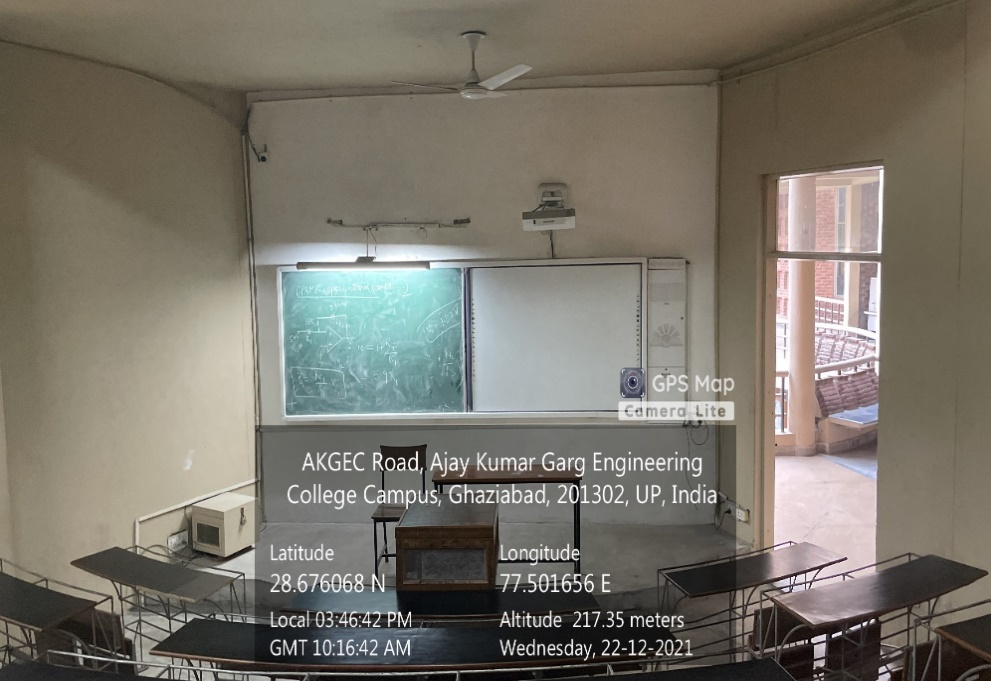 GPS Map
Camera Lite
AKGEC Road, Ajay Kumar Garg Engineering
College Campus, Ghaziabad, 201302, UP, India
Latitude
28.676068 N
Longitude
77.501656 E
Local 03:46:42 PM
GMT 10:16:42 AM
Altitude 217.35 meters
Wednesday, 22-12-2021